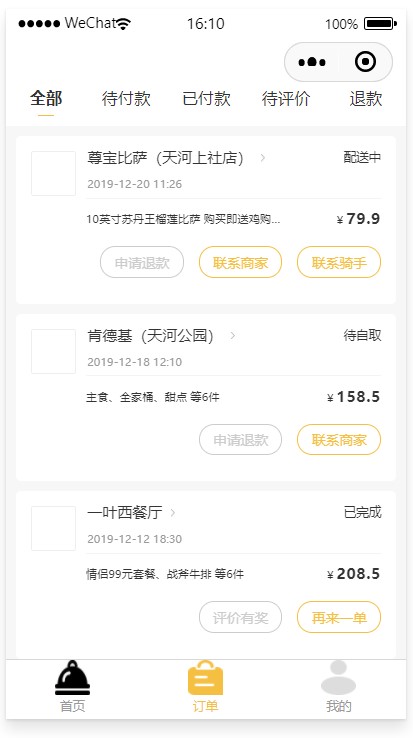 WeChat 16:10 100%
全部 待付款 已付款 待评价 退款
尊宝比萨（天河上社店） 配送中
2019-12-20 11:26
10英寸苏丹王榴莲比萨 购买即送鸡购... ¥ 79.9
申请退款 联系商家 联系骑手
肯德基（天河公园） 待自取
2019-12-18 12:10
主食、全家桶、甜点 等6件 ¥ 158.5
申请退款 联系商家
一叶西餐厅 已完成
2019-12-12 18:30
情侣99元套餐、战斧牛排 等6件 ¥ 208.5
评价有奖 再来一单
首页 订单 我的